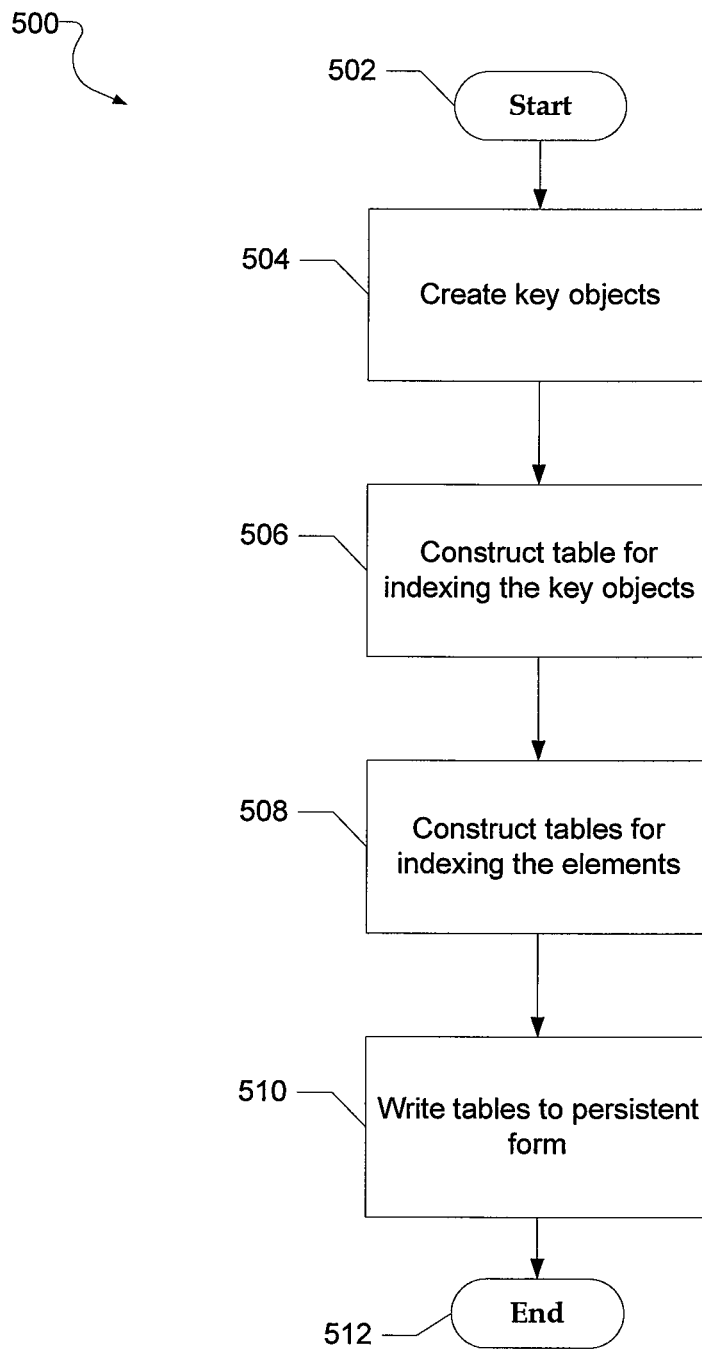 500
502
Start
504
Create key objects
506
Construct table for
indexing the key objects
508
Construct tables for
indexing the elements
510
Write tables to persistent
form
End
512